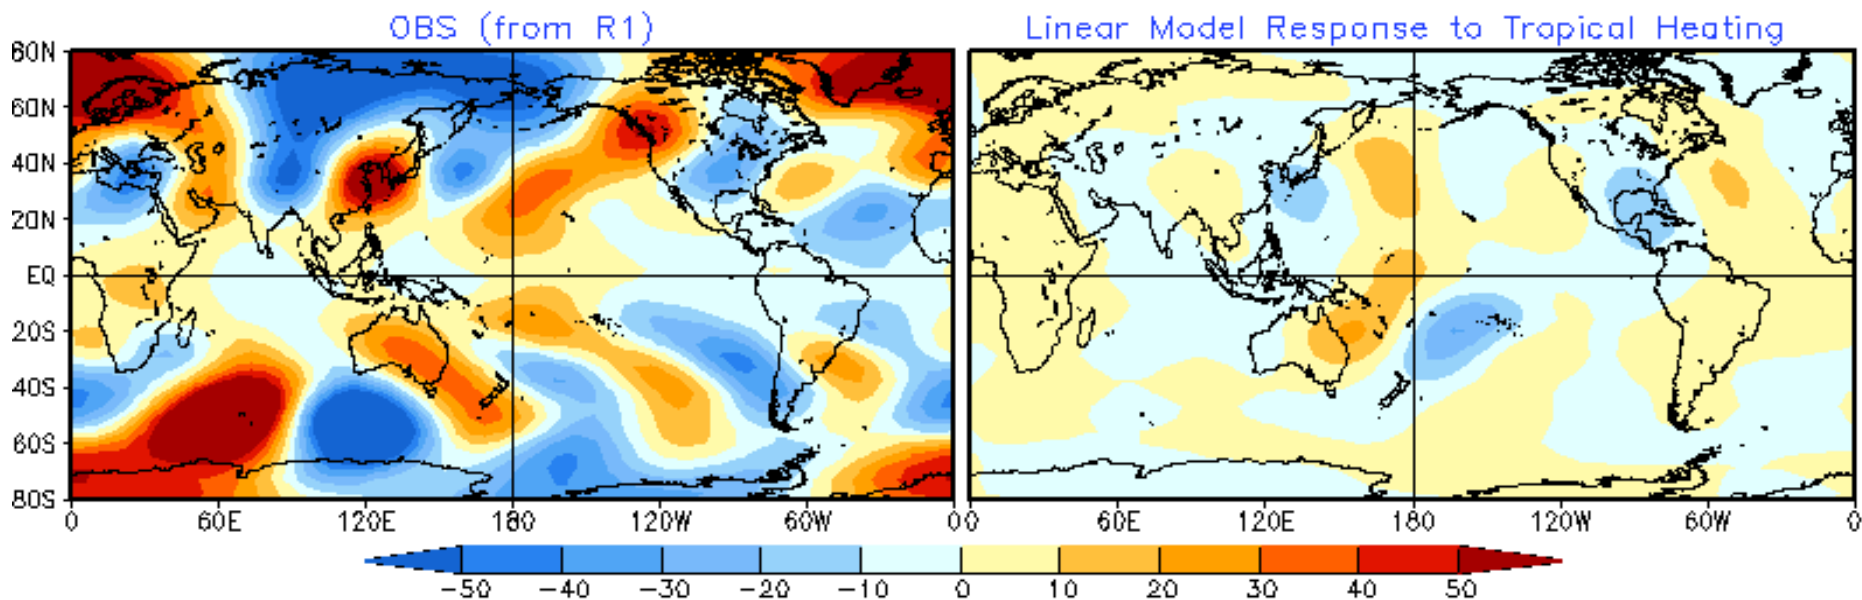 OBS (from R1)
Linear Model Response to Tropical Heating
80N
60N
40N
20N
EQ
20S
40S
60S
80S
0 60E 120E 180 120W 60W 0
0 60E 120E 180 120W 60W 0
-50 -40 -30 -20 -10 0 10 20 30 40 50